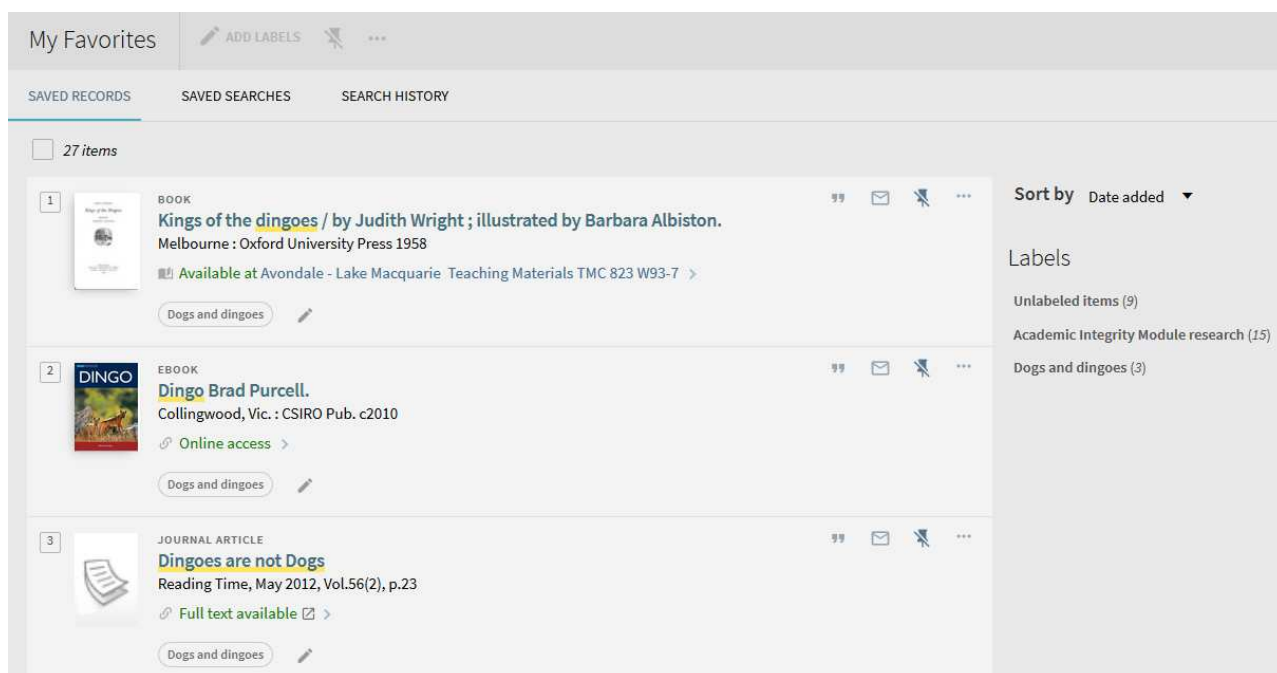 My Favorites
ADD LABELS
SAVED RECORDS SAVED SEARCHES SEARCH HISTORY
27 items
1
BOOK
Kings of the dingoes / by Judith Wright ; illustrated by Barbara Albiston.
Melbourne : Oxford University Press 1958
Available at Avondale - Lake Macquarie Teaching Materials TMC 823 W93-7 >
Dogs and dingoes
2
DINGO
EBOOK
Dingo Brad Purcell.
Collingwood, Vic. : CSIRO Pub. c2010
Online access >
Dogs and dingoes
3
JOURNAL ARTICLE
Dingoes are not Dogs
Reading Time, May 2012, Vol.56(2), p.23
Full text available >
Dogs and dingoes
Sort by Date added
Labels
Unlabeled items (9)
Academic Integrity Module research (15)
Dogs and dingoes (3)